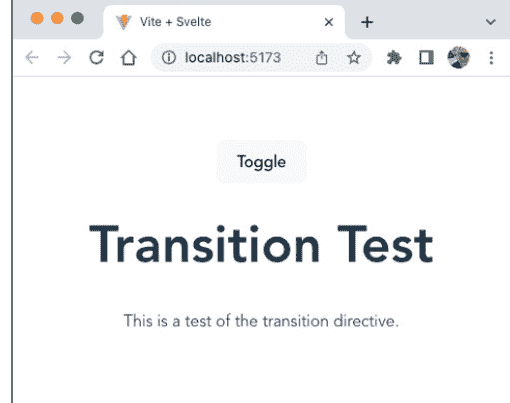 Vite + Svelte
localhost:5173
Toggle
Transition Test
This is a test of the transition directive.